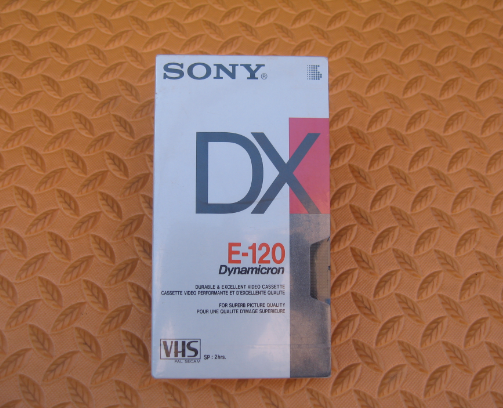 SONY®
DX
E-120
Dynamicron
DURABLE & EXCELLENT VIDEO CASSETTE
CASSETTE VIDEO PERFORMANTE ET D'EXCELLENTE QUALITE
FOR SUPERB PICTURE QUALITY
POUR UNE QUALITE D'IMAGE SUPERIEURE
VHS SP : 2hrs.